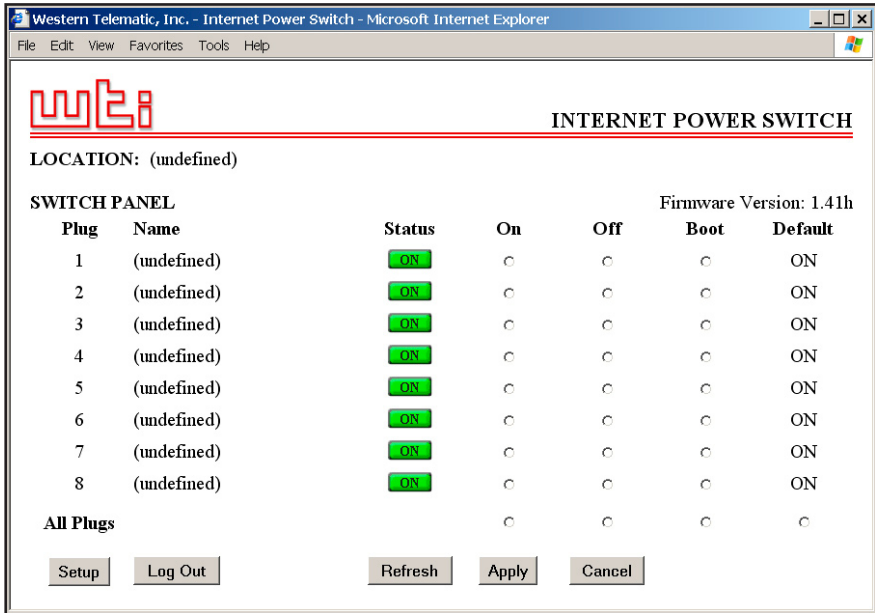 Western Telematic, Inc. - Internet Power Switch - Microsoft Internet Explorer
File Edit View Favorites Tools Help
wti
INTERNET POWER SWITCH
LOCATION: (undefined)
SWITCH PANEL Firmware Version: 1.41h
Plug Name Status On Off Boot Default
1 (undefined) ON ON
2 (undefined) ON ON
3 (undefined) ON ON
4 (undefined) ON ON
5 (undefined) ON ON
6 (undefined) ON ON
7 (undefined) ON ON
8 (undefined) ON ON
All Plugs
Setup Log Out Refresh Apply Cancel